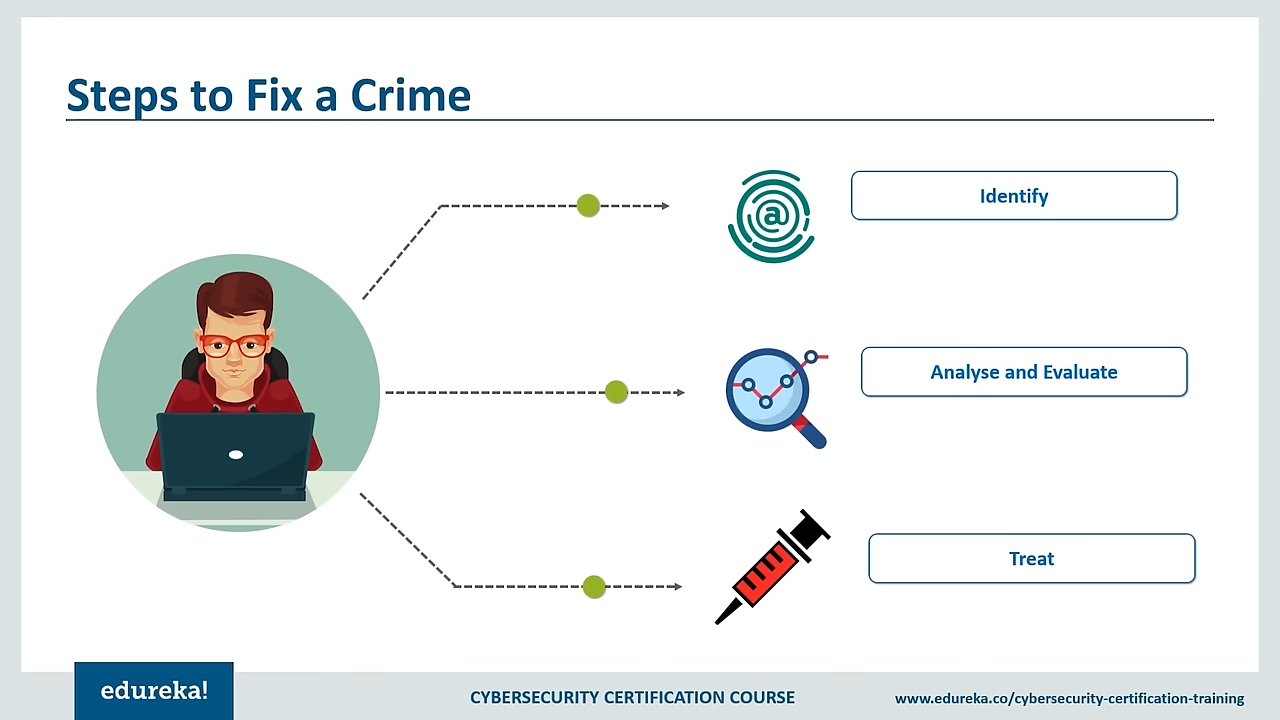 Steps to Fix a Crime
@
Identify
Analyse and Evaluate
Treat
edureka!
CYBERSECURITY CERTIFICATION COURSE
www.edureka.co/cybersecurity-certification-training